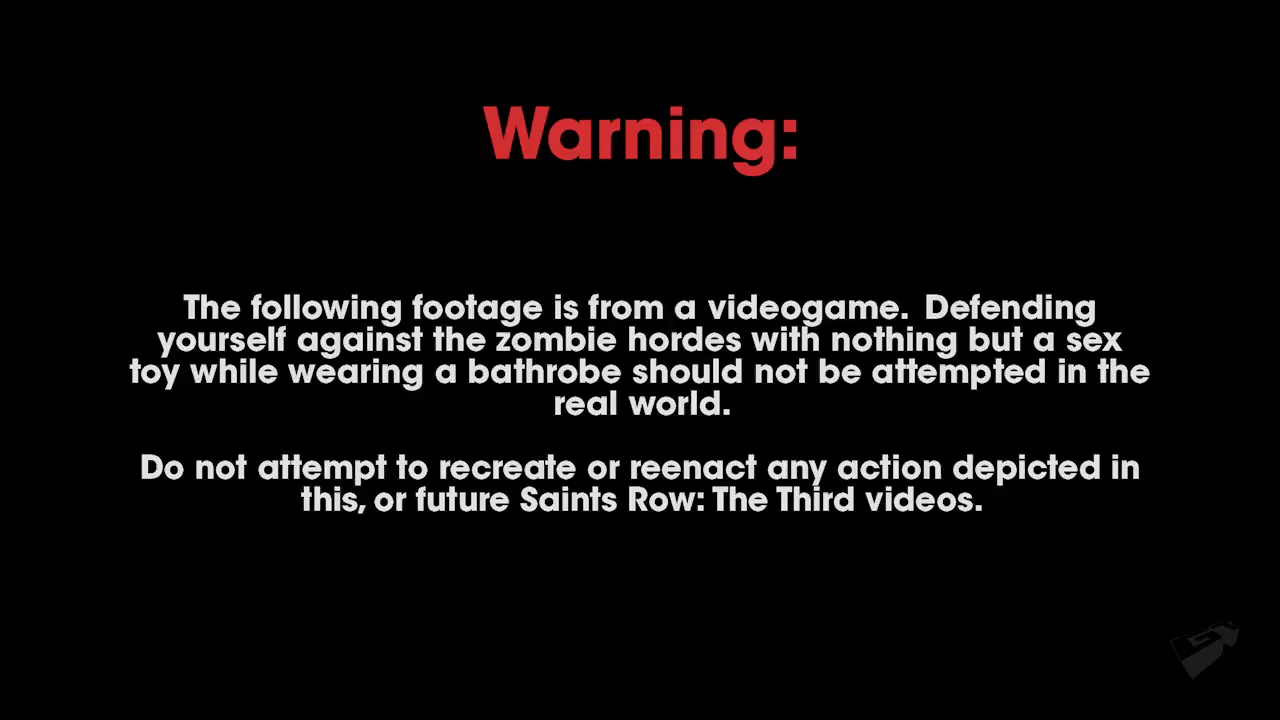 Warning:
The following footage is from a videogame. Defending
yourself against the zombie hordes with nothing but a sex
toy while wearing a bathrobe should not be attempted in the
real world.
Do not attempt to recreate or reenact any action depicted in
this, or future Saints Row: The Third videos.